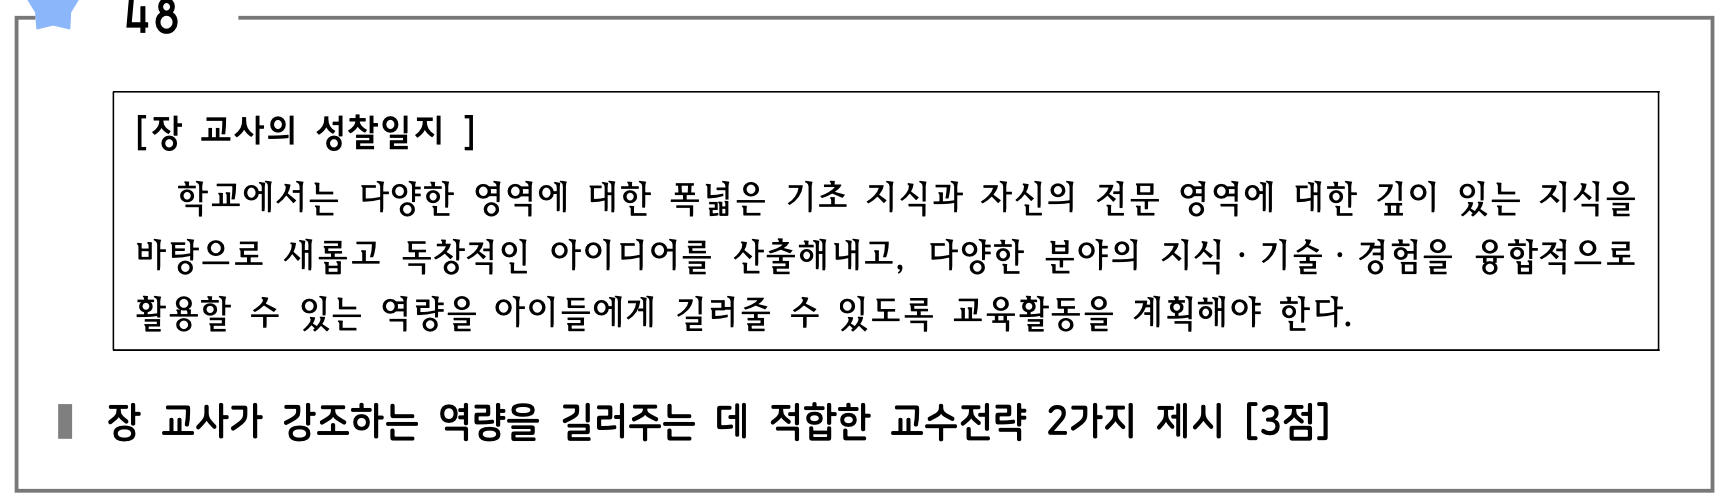 48
[장 교사의 성찰일지 ]
학교에서는 다양한 영역에 대한 폭넓은 기초 지식과 자신의 전문 영역에 대한 깊이 있는 지식을
바탕으로 새롭고 독창적인 아이디어를 산출해내고, 다양한 분야의 지식·기술·경험을 융합적으로
활용할 수 있는 역량을 아이들에게 길러줄 수 있도록 교육활동을 계획해야 한다.
장 교사가 강조하는 역량을 길러주는 데 적합한 교수전략 2가지 제시 [3점]